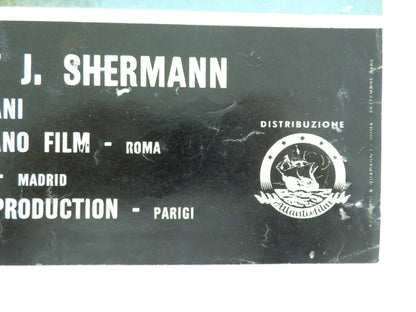 J. SHERMANN
ANI
ANO FILM - ROMA
- MADRID
PRODUCTION - PARIGI
DISTRIBUZIONE
Atlantis Film